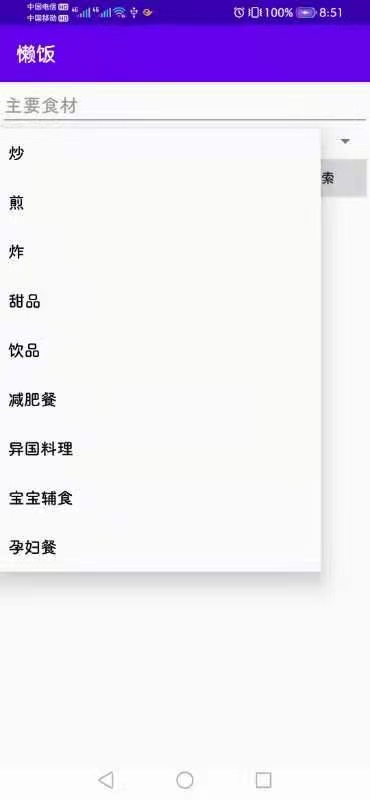 中国电信 HD
中国移动 HD
4G 4G 100% 8:51
懒饭
主要食材
炒
索
煎
炸
甜品
饮品
减肥餐
异国料理
宝宝辅食
孕妇餐